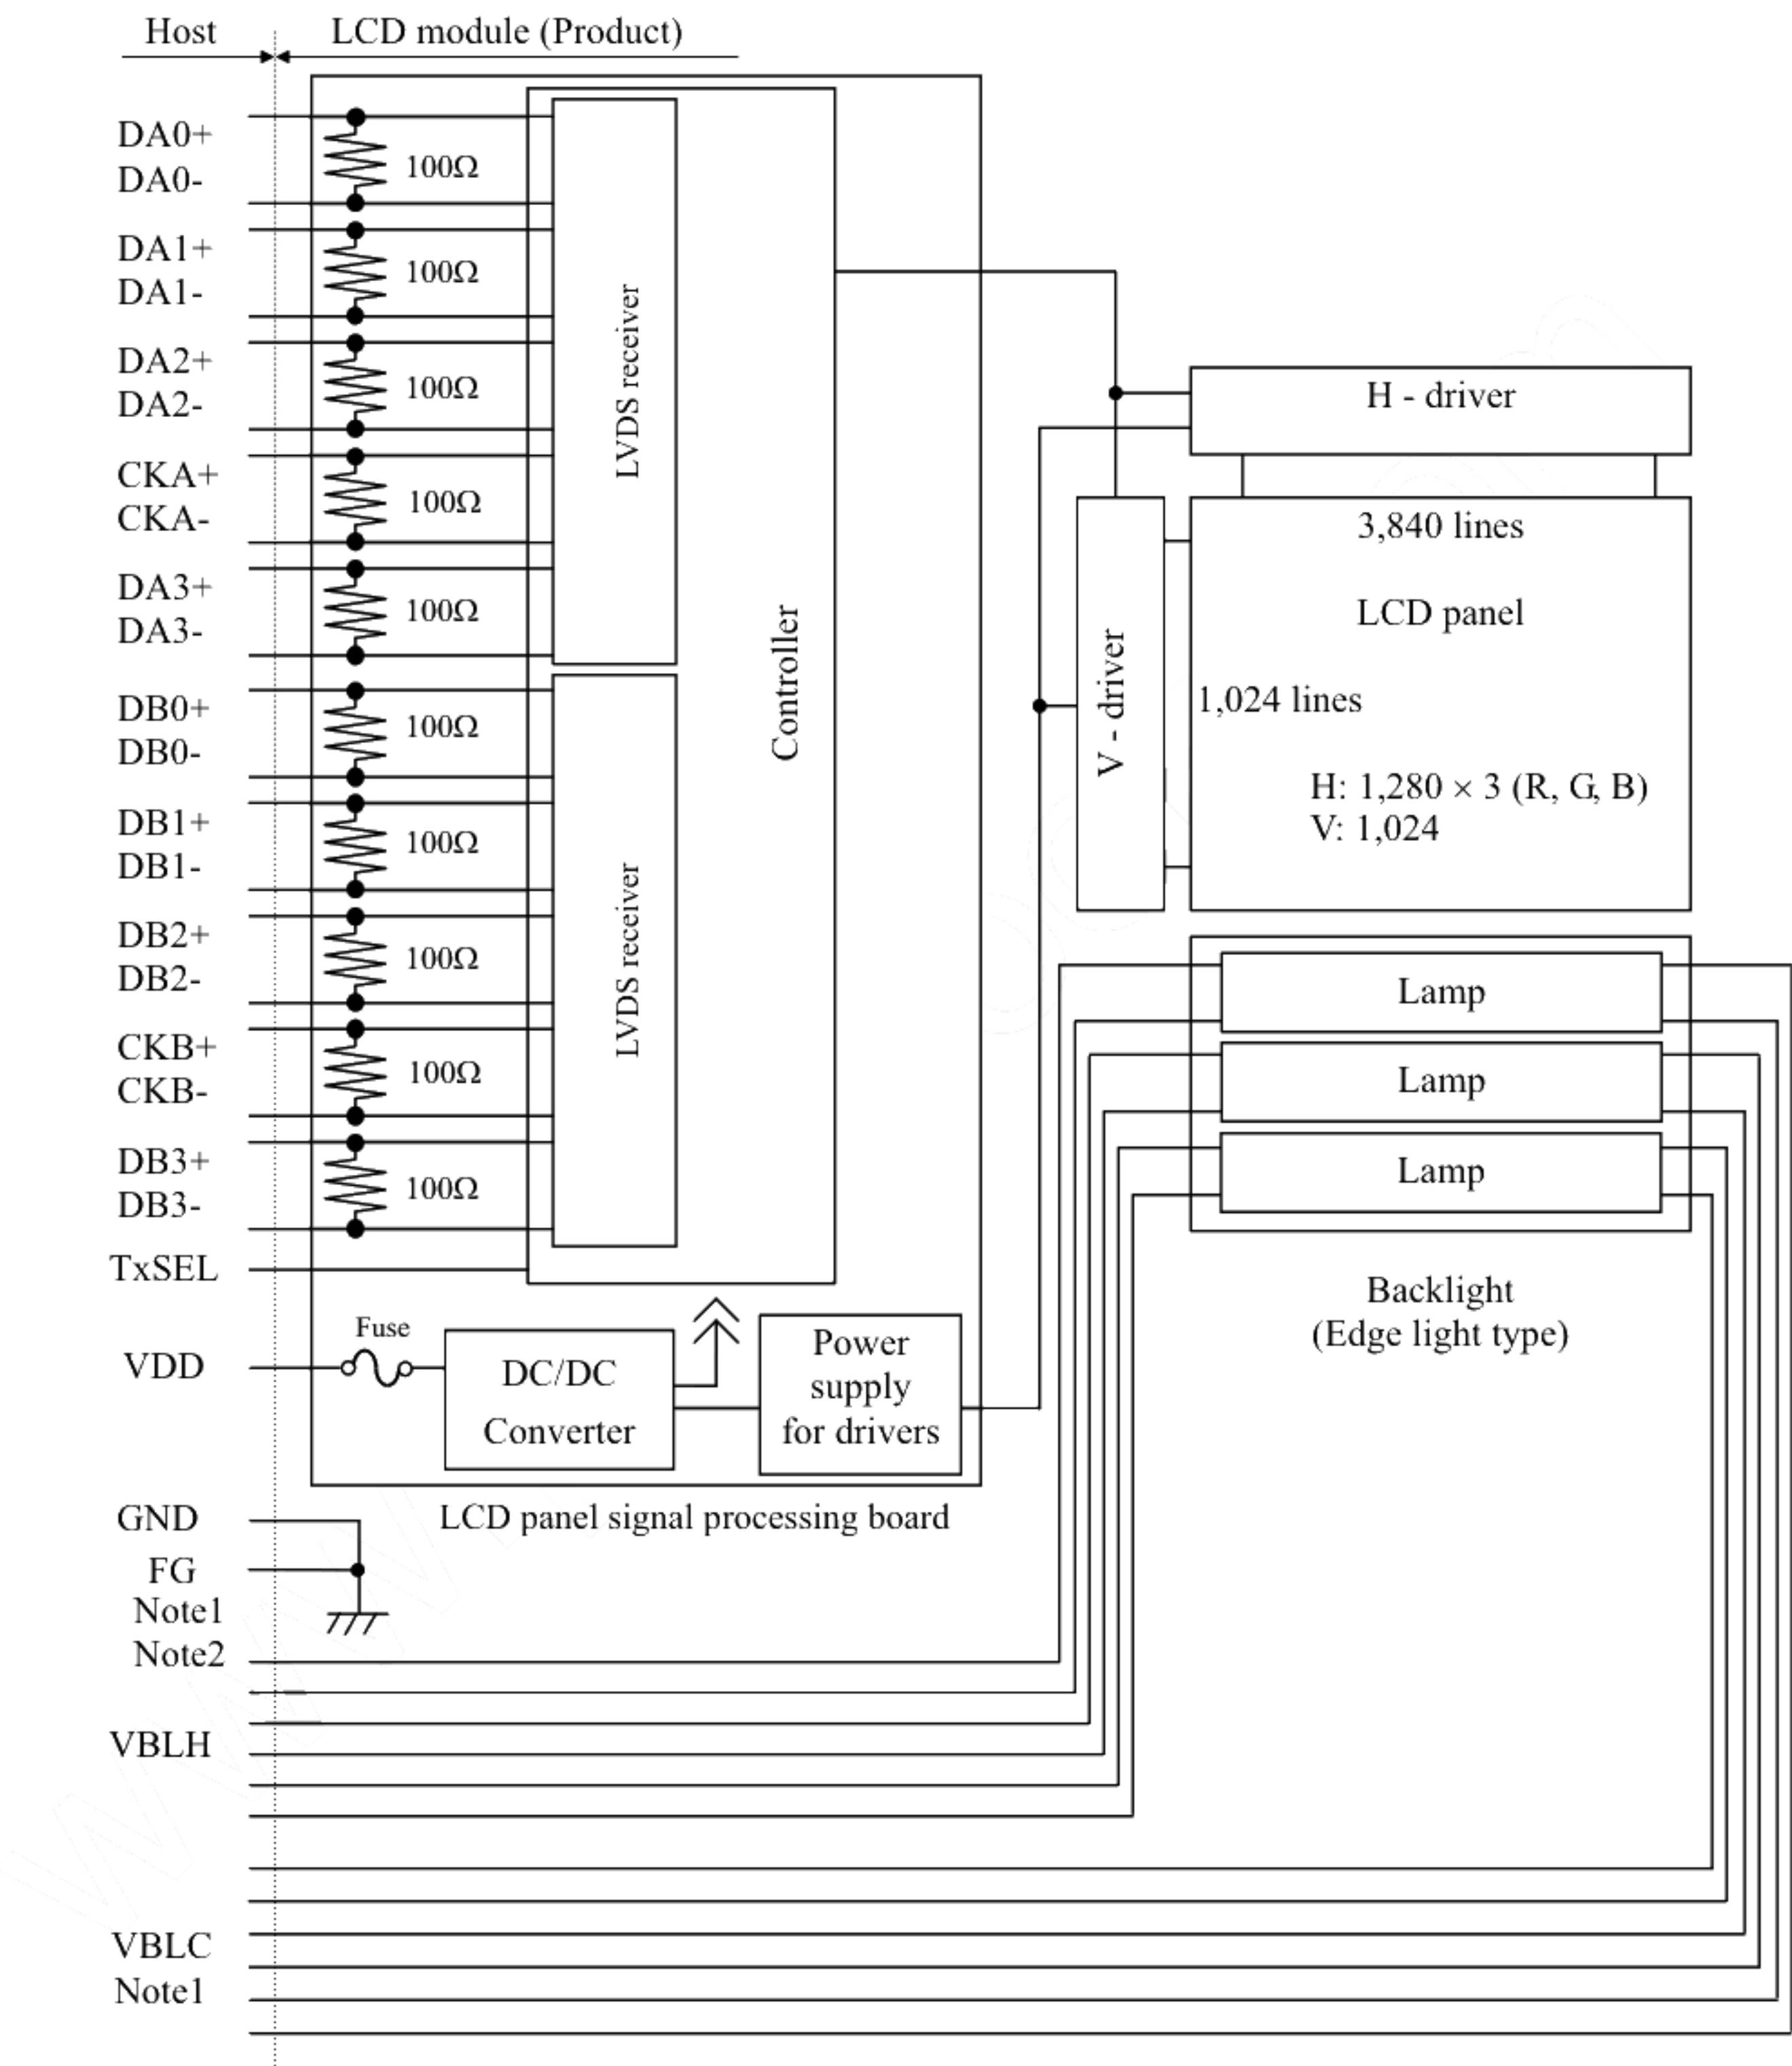 Host
LCD module (Product)
DA0+
DA0-
100Ω
DA1+
DA1-
100Ω
DA2+
DA2-
100Ω
CKA+
CKA-
100Ω
DA3+
DA3-
100Ω
LVDS receiver
DB0+
DB0-
100Ω
DB1+
DB1-
100Ω
DB2+
DB2-
100Ω
CKB+
CKB-
100Ω
DB3+
DB3-
100Ω
LVDS receiver
TxSEL
Controller
H - driver
V - driver
3,840 lines
LCD panel
1,024 lines
H: 1,280 × 3 (R, G, B)
V: 1,024
Lamp
Lamp
Lamp
Backlight
(Edge light type)
VDD
Fuse
DC/DC
Converter
Power
supply
for drivers
LCD panel signal processing board
GND
FG
Note1
Note2
VBLH
VBLC
Note1